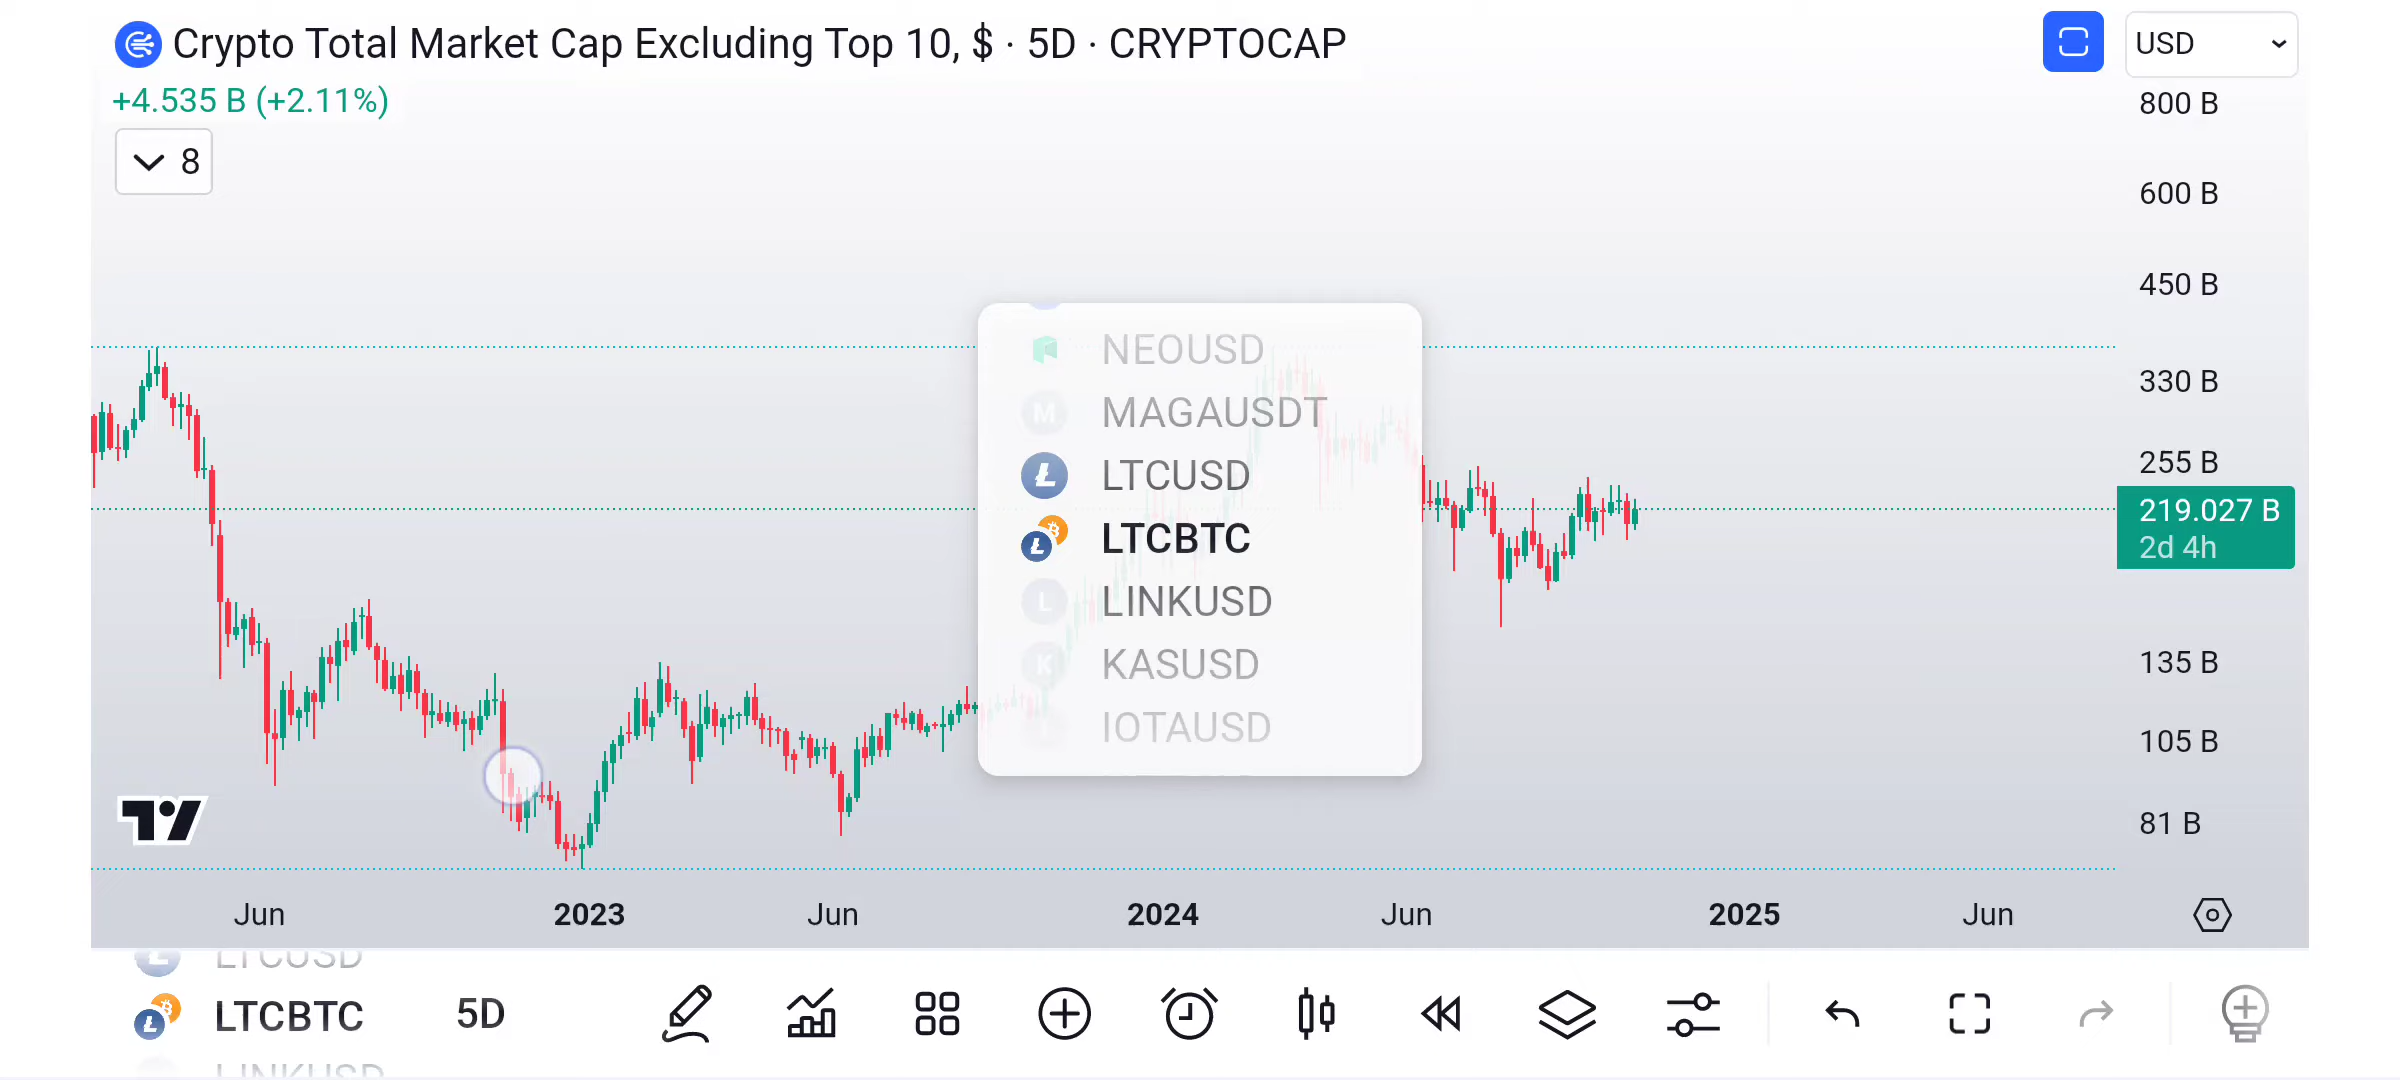 Crypto Total Market Cap Excluding Top 10, $ · 5D · CRYPTOCAP
USD
+4.535 B (+2.11%)
8
800 B
600 B
450 B
330 B
255 B
219.027 B
2d 4h
135 B
105 B
81 B
NEOUSD
M MAGAUSDT
LTCUSD
LTCBTC
L LINKUSD
K KASUSD
IOTAUSD
Jun
2023
Jun
2024
Jun
2025
Jun
LTCUSD
LTCBTC
5D
LINKUSD